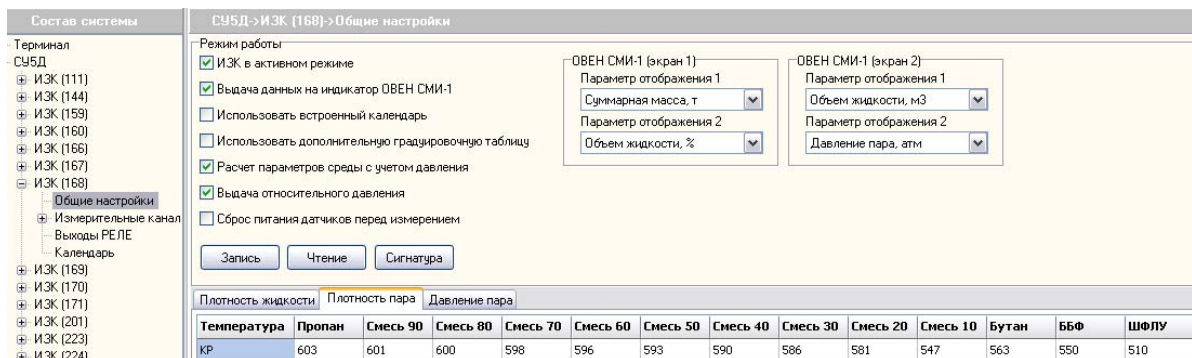 Состав системы
Терминал
СУ5Д
ИЗК (111)
ИЗК (144)
ИЗК (159)
ИЗК (160)
ИЗК (166)
ИЗК (167)
ИЗК (168)
Общие настройки
Измерительные канал
Выходы РЕЛЕ
Календарь
ИЗК (169)
ИЗК (170)
ИЗК (171)
ИЗК (201)
ИЗК (223)
ИЗК (224)
СУ5Д->ИЗК (168)->Общие настройки
Режим работы
ИЗК в активном режиме
Выдача данных на индикатор ОВЕН СМИ-1
Использовать встроенный календарь
Использовать дополнительную градуировочную таблицу
Расчет параметров среды с учетом давления
Выдача относительного давления
Сброс питания датчиков перед измерением
ОВЕН СМИ-1 (экран 1)
Параметр отображения 1
Суммарная масса, т
Параметр отображения 2
Объем жидкости, %
ОВЕН СМИ-1 (экран 2)
Параметр отображения 1
Объем жидкости, м3
Параметр отображения 2
Давление пара, атм
Запись Чтение Сигнатура
Плотность жидкости Плотность пара Давление пара
Температура Пропан Смесь 90 Смесь 80 Смесь 70 Смесь 60 Смесь 50 Смесь 40 Смесь 30 Смесь 20 Смесь 10 Бутан ББФ ШФЛУ
КР 603 601 600 598 596 593 590 586 581 547 563 550 510